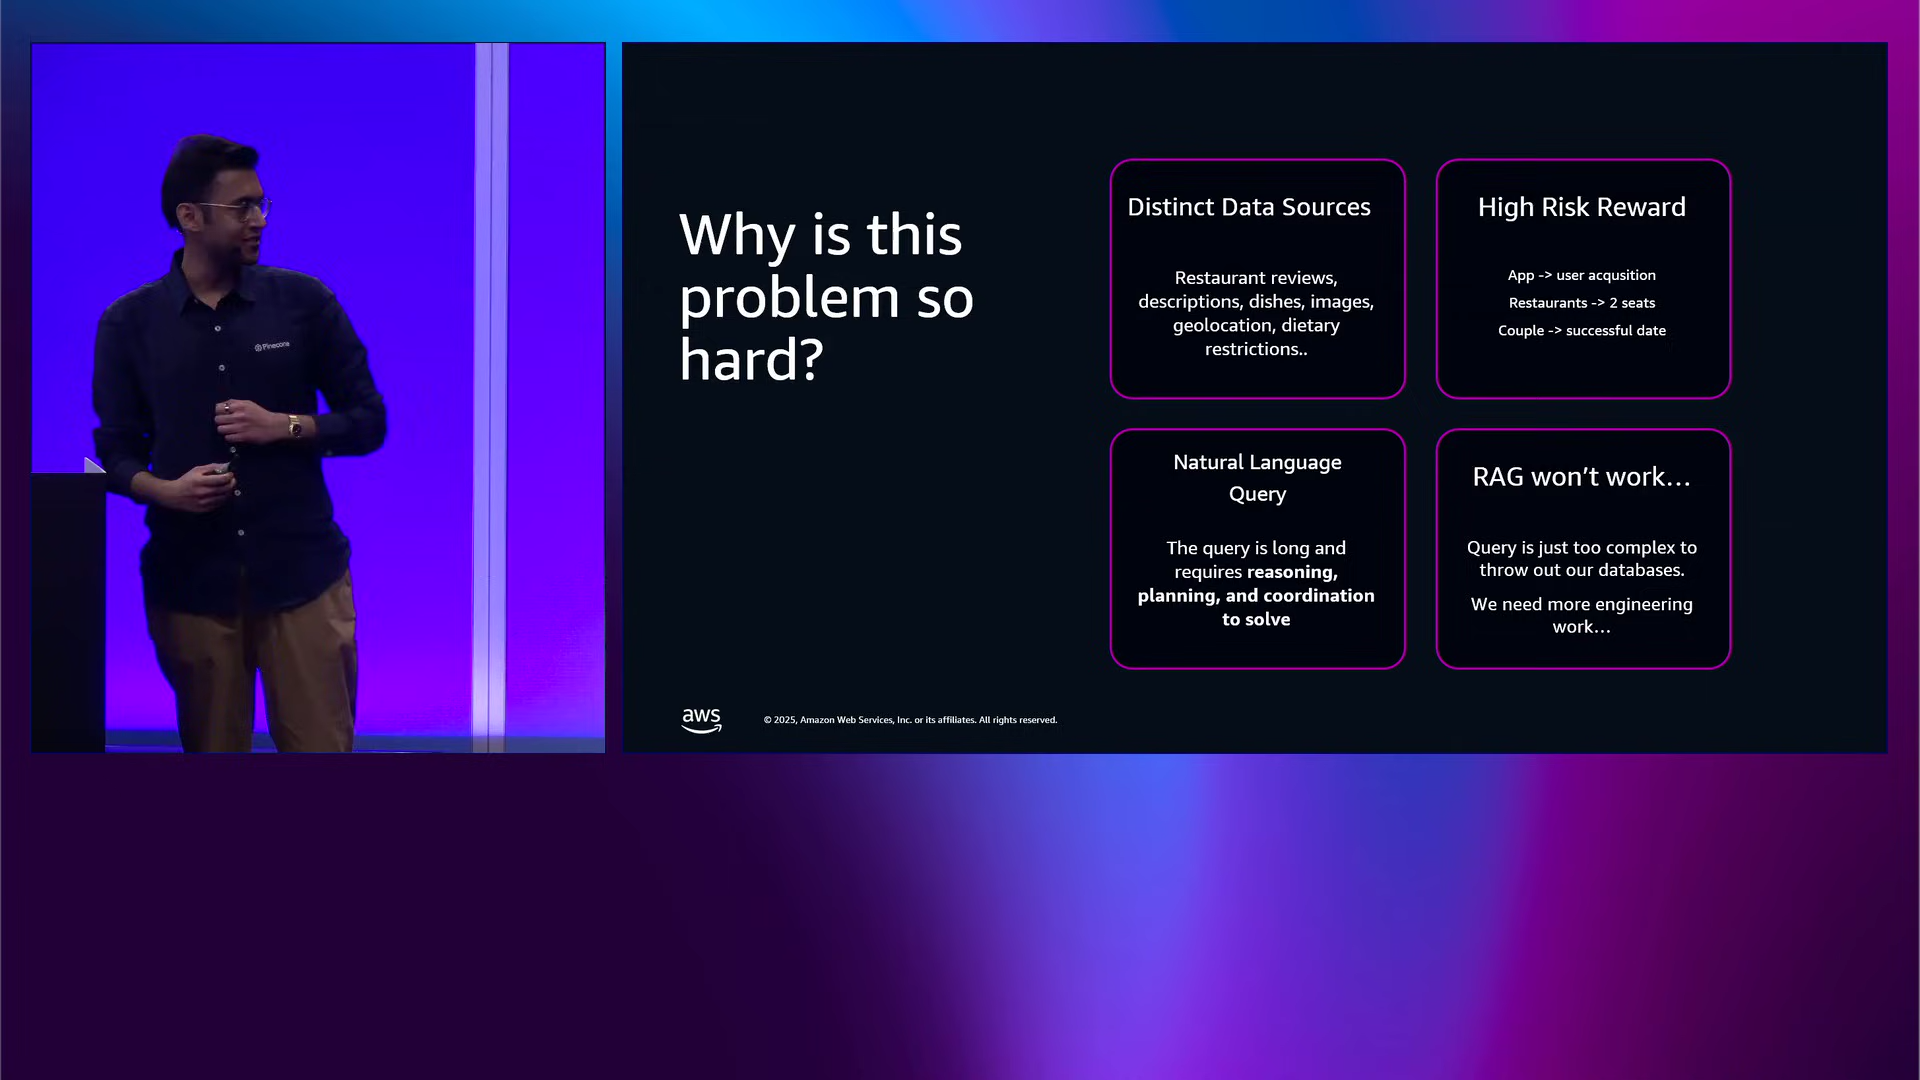 Pinecone
Why is this
problem so
hard?
Distinct Data Sources
Restaurant reviews,
descriptions, dishes, images,
geolocation, dietary
restrictions..
High Risk Reward
App -> user acqusition
Restaurants -> 2 seats
Couple -> successful date
Natural Language
Query
The query is long and
requires reasoning,
planning, and coordination
to solve
RAG won’t work...
Query is just too complex to
throw out our databases.
We need more engineering
work...
aws
© 2025, Amazon Web Services, Inc. or its affiliates. All rights reserved.